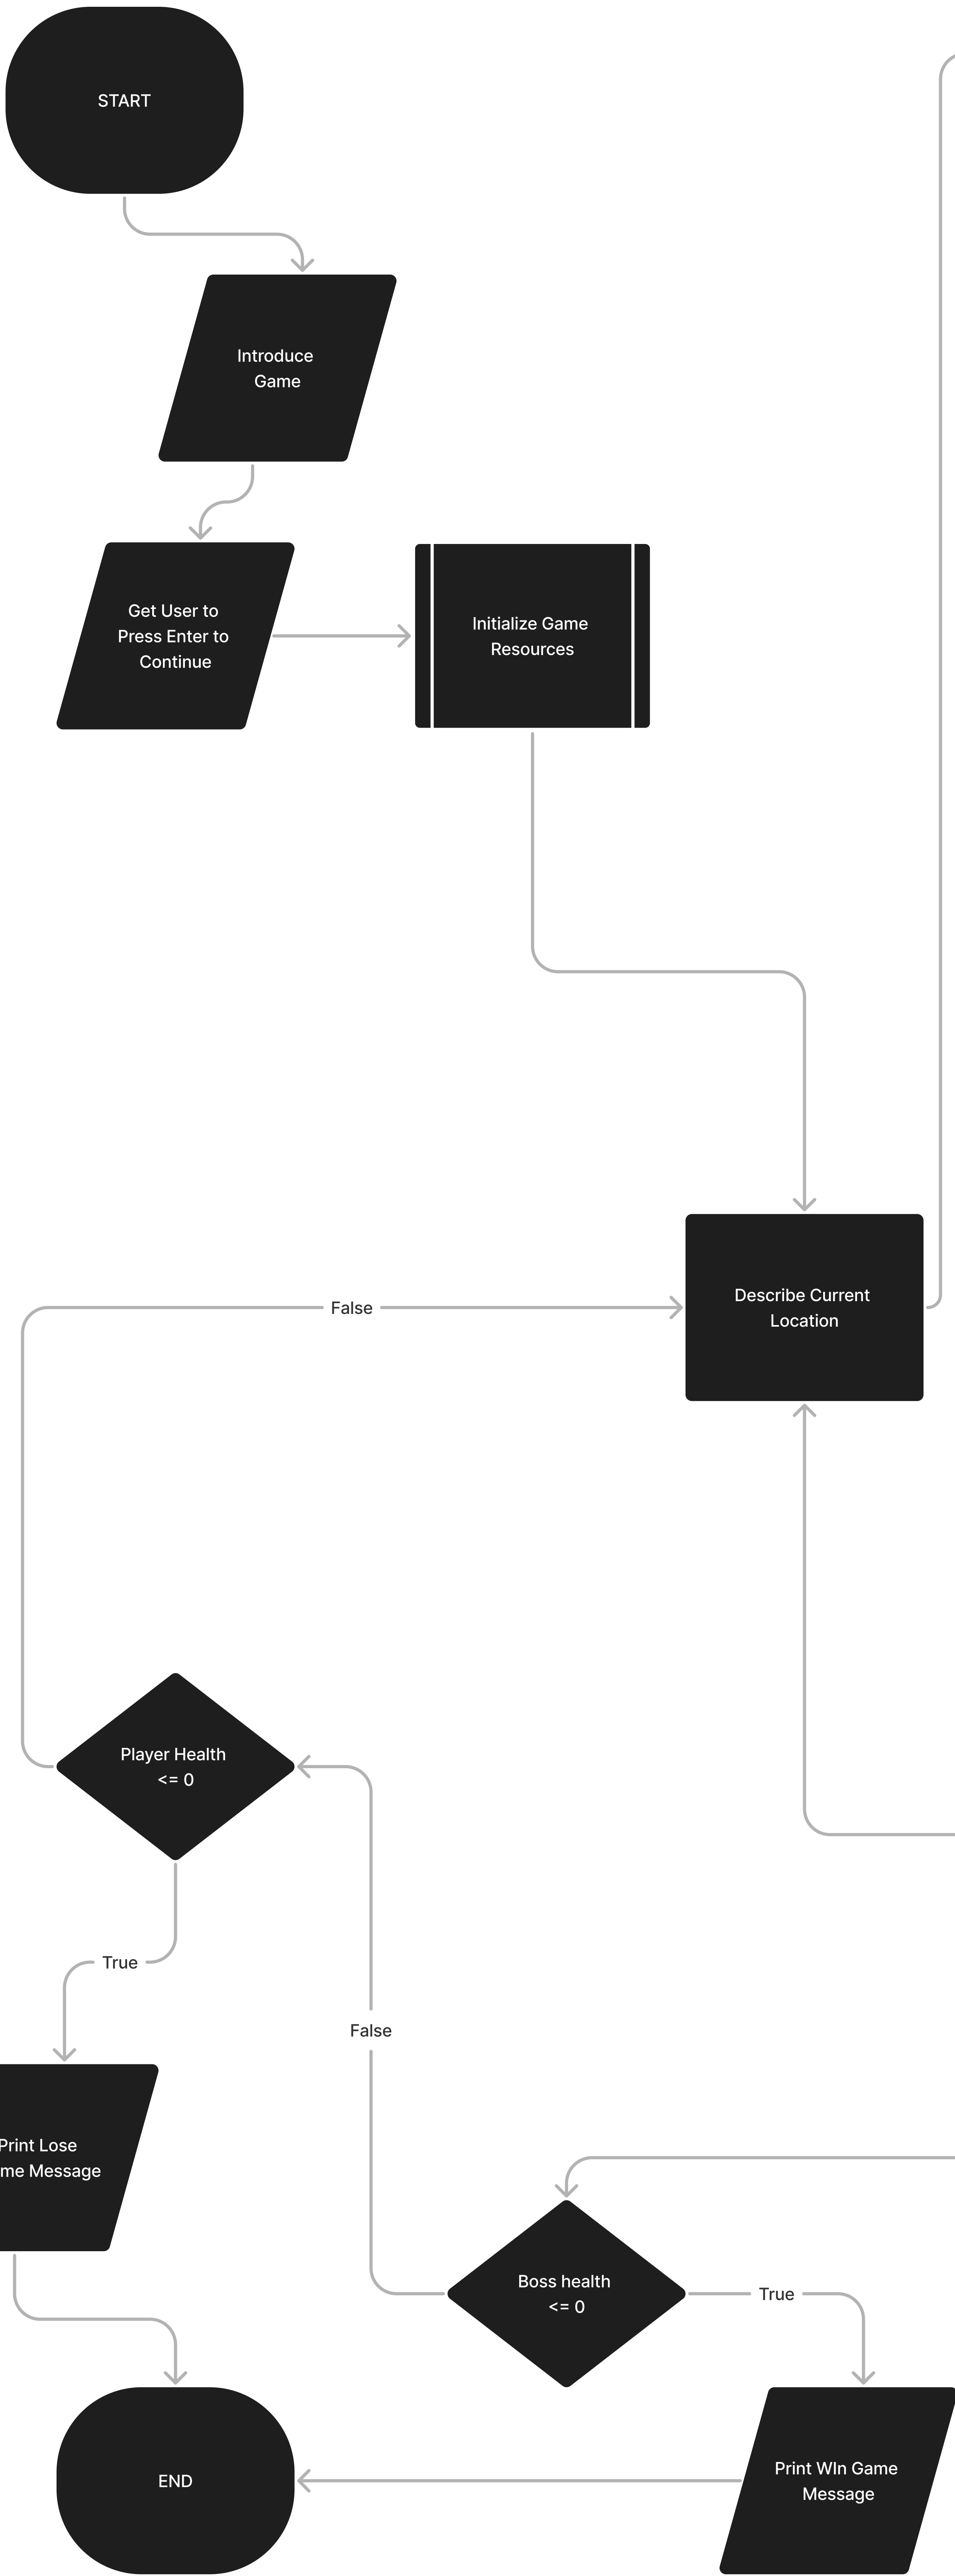 START
Introduce
Game
Get User to
Press Enter to
Continue
Initialize Game
Resources
Describe Current
Location
False
Player Health
<= 0
True
False
Print Lose
me Message
Boss health
<= 0
True
END
Print WIn Game
Message